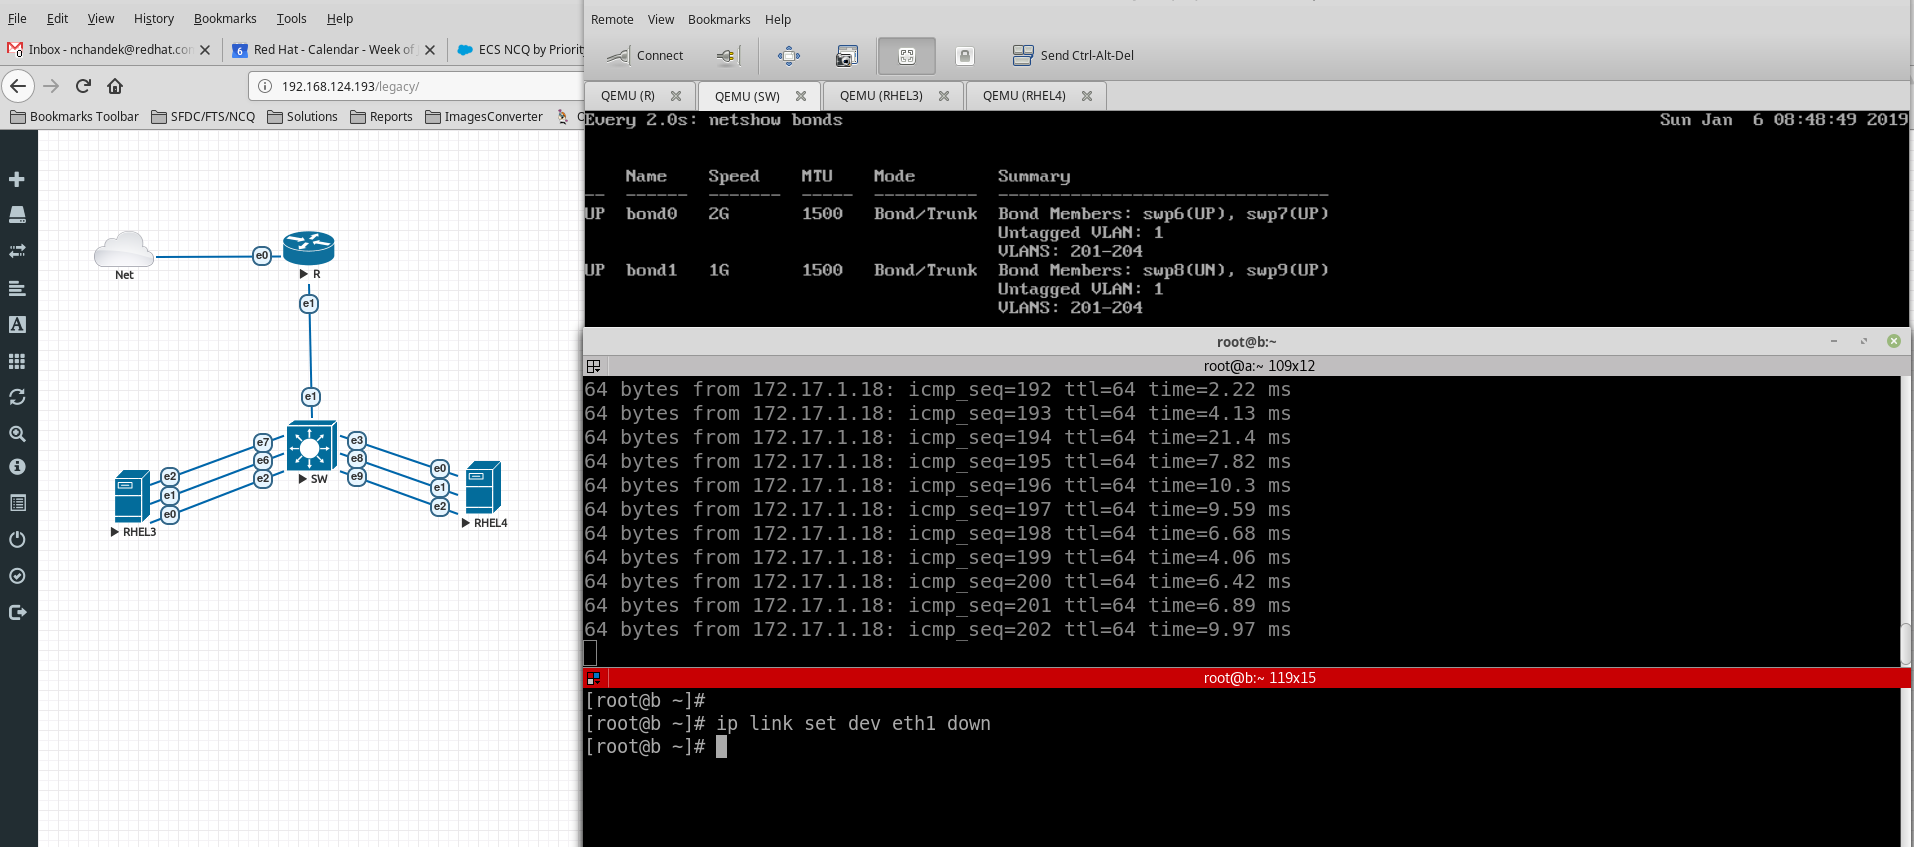 File Edit View History Bookmarks Tools Help
Inbox - nchandek@redhat.con
6 Red Hat - Calendar - Week of
ECS NCQ by Priorit
192.168.124.193/legacy/
Bookmarks Toolbar SFDC/FTS/NCQ Solutions Reports ImagesConverter
Net
e0
R
e1
e1
e7
e6
e2
e3
e8
e9
SW
e2
e1
e0
RHEL3
e0
e1
e2
RHEL4
Remote View Bookmarks Help
Connect Send Ctrl-Alt-Del
QEMU (R) QEMU (SW) QEMU (RHEL3) QEMU (RHEL4)
Every 2.0s: netshow bonds Sun Jan 6 08:48:49 2019
Name Speed MTU Mode Summary
-- ------ ------- ----- ---------- --------------------------------
UP bond0 2G 1500 Bond/Trunk Bond Members: swp6(UP), swp7(UP)
Untagged VLAN: 1
VLANS: 201-204
UP bond1 1G 1500 Bond/Trunk Bond Members: swp8(UN), swp9(UP)
Untagged VLAN: 1
VLANS: 201-204
root@b:~
root@a:~ 109x12
64 bytes from 172.17.1.18: icmp_seq=192 ttl=64 time=2.22 ms
64 bytes from 172.17.1.18: icmp_seq=193 ttl=64 time=4.13 ms
64 bytes from 172.17.1.18: icmp_seq=194 ttl=64 time=21.4 ms
64 bytes from 172.17.1.18: icmp_seq=195 ttl=64 time=7.82 ms
64 bytes from 172.17.1.18: icmp_seq=196 ttl=64 time=10.3 ms
64 bytes from 172.17.1.18: icmp_seq=197 ttl=64 time=9.59 ms
64 bytes from 172.17.1.18: icmp_seq=198 ttl=64 time=6.68 ms
64 bytes from 172.17.1.18: icmp_seq=199 ttl=64 time=4.06 ms
64 bytes from 172.17.1.18: icmp_seq=200 ttl=64 time=6.42 ms
64 bytes from 172.17.1.18: icmp_seq=201 ttl=64 time=6.89 ms
64 bytes from 172.17.1.18: icmp_seq=202 ttl=64 time=9.97 ms
root@b:~ 119x15
[root@b ~]#
[root@b ~]# ip link set dev eth1 down
[root@b ~]#